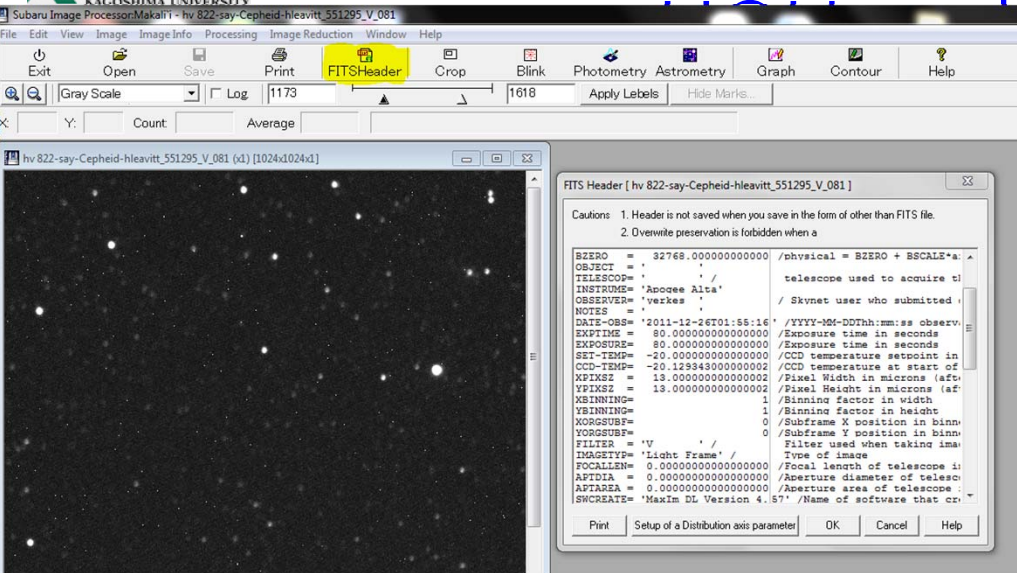 KAGOSHIMA UNIVERSITY
Subaru Image Processor:Makali'i - hv 822-say-Cepheid-hleavitt_551295_V_081
File Edit View Image Image Info Processing Image Reduction Window Help
Exit Open Save Print FITSHeader Crop Blink Photometry Astrometry Graph Contour Help
Gray Scale Log 1173 1618 Apply Lebels Hide Marks...
X: Y: Count: Average
hv 822-say-Cepheid-hleavitt_551295_V_081 (x1) [1024x1024x1]
FITS Header [ hv 822-say-Cepheid-hleavitt_551295_V_081 ]
Cautions 1. Header is not saved when you save in the form of other than FITS file.
2. Overwrite preservation is forbidden when a
BZERO = 32768.000000000000 /physical = BZERO + BSCALE*a
OBJECT = ' '
TELESCOP= ' ' / telescope used to acquire t
INSTRUME= 'Apogee Alta'
OBSERVER= 'yerkes ' / Skynet user who submitted
NOTES = ' '
DATE-OBS= '2011-12-26T01:55:16' /YYYY-MM-DDThh:mm:ss observ
EXPTIME = 80.000000000000000 /Exposure time in seconds
EXPOSURE= 80.000000000000000 /Exposure time in seconds
SET-TEMP= -20.000000000000002 /CCD temperature setpoint in
CCD-TEMP= -20.129343000000002 /CCD temperature at start of
XPIXSZ = 13.000000000000002 /Pixel Width in microns (aft
YPIXSZ = 13.000000000000002 /Pixel Height in microns (af
XBINNING= 1 /Binning factor in width
YBINNING= 1 /Binning factor in height
XORGSUBF= 0 /Subframe X position in binn
YORGSUBF= 0 /Subframe Y position in binn
FILTER = 'V ' / Filter used when taking ima
IMAGETYP= 'Light Frame' / Type of image
FOCALLEN= 0.00000000000000000 /Focal length of telescope i
APTDIA = 0.00000000000000000 /Aperture diameter of telesc
APTAREA = 0.00000000000000000 /Aperture area of telescope
SWCREATE= 'MaxIm DL Version 4.57' /Name of software that cr
Print Setup of a Distribution axis parameter OK Cancel Help